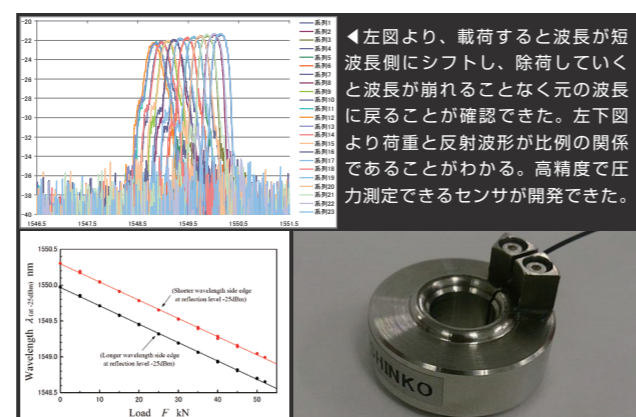 -20
-22
-24
-26
-28
-30
-32
-34
-36
-38
-40
1546.5
1547.5
1548.5
1549.5
1550.5
1551.5
系列1
系列2
系列3
系列4
系列5
系列6
系列7
系列8
系列9
系列10
系列11
系列12
系列13
系列14
系列15
系列16
系列17
系列18
系列19
系列20
系列21
系列22
系列23
◀左図より、載荷すると波長が短
波長側にシフトし、除荷していく
と波長が崩れることなく元の波長
に戻ることが確認できた。左下図
より荷重と反射波形が比例の関係
であることがわかる。高精度で圧
力測定できるセンサが開発できた。
Wavelength λ (at -25dBm) nm
1550.5
1550.0
1549.5
1549.0
1548.5
(Shorter wavelength side edge
at reflection level -25dBm)
(Longer wavelength side edge
at reflection level -25dBm)
0
10
20
30
40
50
Load F kN
SHINKO